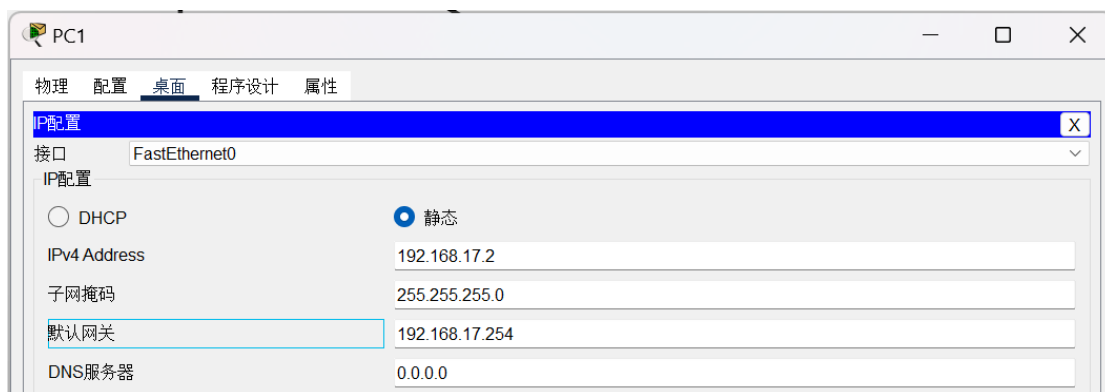 PC1
物理 配置 桌面 程序设计 属性
IP配置 X
接口 FastEthernet0
IP配置
DHCP 静态
IPv4 Address 192.168.17.2
子网掩码 255.255.255.0
默认网关 192.168.17.254
DNS服务器 0.0.0.0